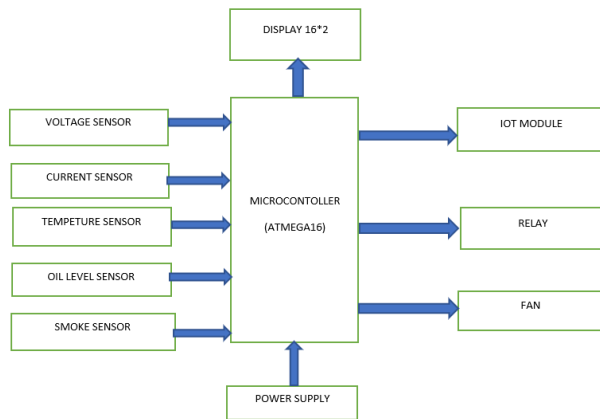 DISPLAY 16*2
VOLTAGE SENSOR
CURRENT SENSOR
TEMPETURE SENSOR
OIL LEVEL SENSOR
SMOKE SENSOR
MICROCONTOLLER
(ATMEGA16)
IOT MODULE
RELAY
FAN
POWER SUPPLY